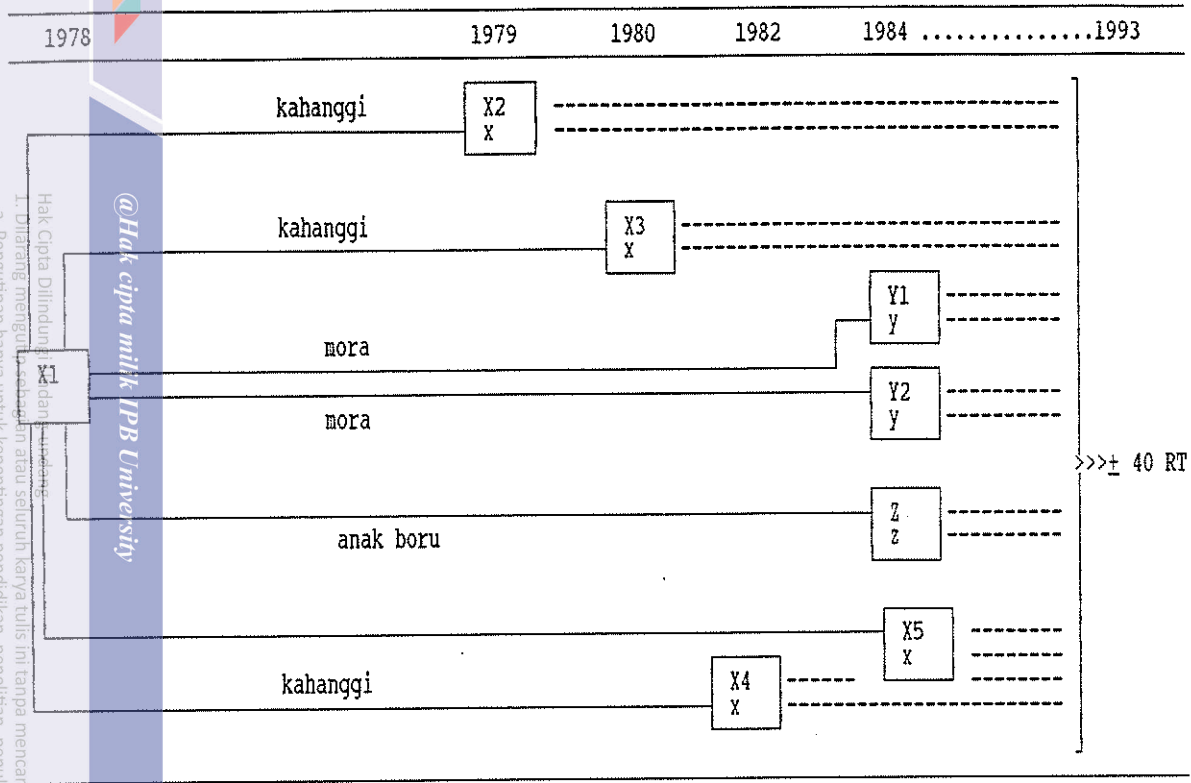 1978 1979 1980 1982 1984 ...............1993
kahanggi
X2
x
kahanggi
X3
x
Y1
y
mora
X1
Y2
y
mora
>>>± 40 RT
Z
z
anak boru
X5
x
kahanggi
X4
x
@Hak cipta milik IPB University
Hak Cipta Dilindungi Undang-undang
1. Dilarang mengutip sebagian atau seluruh karya tulis ini tanpa